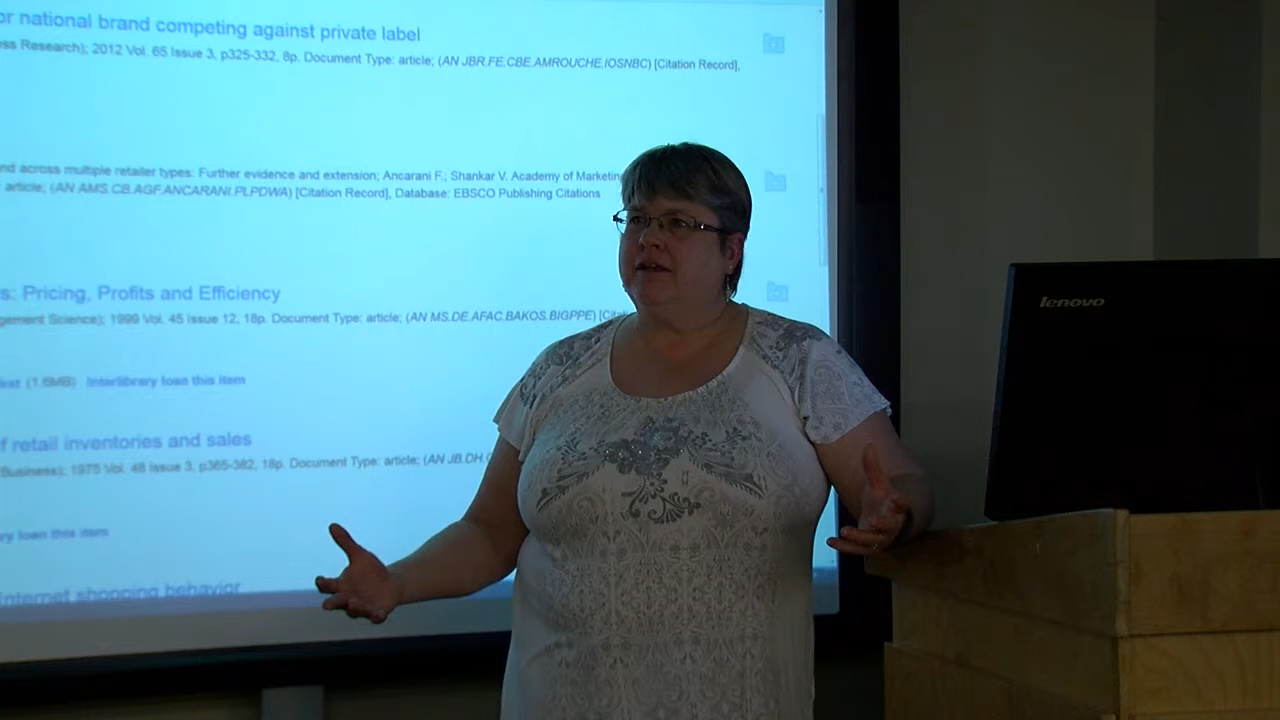 or national brand competing against private label
ss Research); 2012 Vol. 65 Issue 3, p325-332, 8p. Document Type: article; (AN JBR.FE.CBE.AMROUCHE.IOSNBC) [Citation Record],
nd across multiple retailer types: Further evidence and extension; Ancarani F.; Shankar V. Academy of Marketing
article; (AN AMS.CB.AGF.ANCARANI.PLPDWA) [Citation Record], Database: EBSCO Publishing Citations
s: Pricing, Profits and Efficiency
gement Science); 1999 Vol. 45 Issue 12, 18p. Document Type: article; (AN MS.DE.AFAC.BAKOS.BIGPPE) [Citati
lenovo
ext (1.6MB) Interlibrary loan this item
f retail inventories and sales
Business); 1975 Vol. 48 Issue 3, p365-382, 18p. Document Type: article; (AN JB.DH.
ry loan this item
Internet shopping behavior